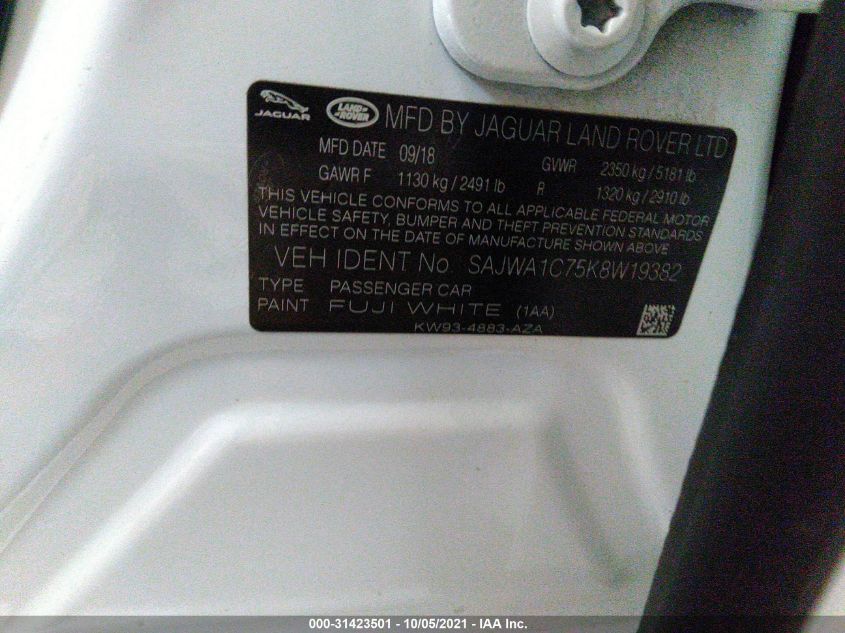 JAGUAR LAND ROVER MFD BY JAGUAR LAND ROVER LTD
MFD DATE 09/18 GVWR 2350 kg / 5181 lb
GAWR F 1130 kg / 2491 lb R 1320 kg / 2910 lb
THIS VEHICLE CONFORMS TO ALL APPLICABLE FEDERAL MOTOR
VEHICLE SAFETY, BUMPER AND THEFT PREVENTION STANDARDS
IN EFFECT ON THE DATE OF MANUFACTURE SHOWN ABOVE
VEH IDENT No. SAJWA1C75K8W19382
TYPE PASSENGER CAR
PAINT FUJI WHITE (1AA)
KW93-4883-AZA
000-31423501 - 10/05/2021 - IAA Inc.